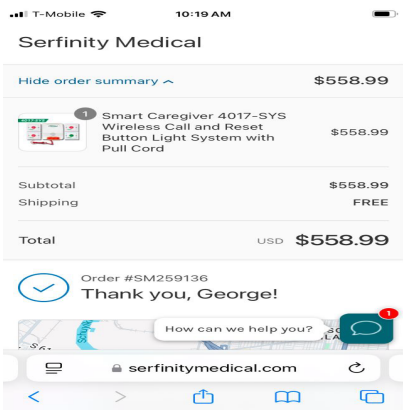 T-Mobile
10:19 AM
Serfinity Medical
Hide order summary
$558.99
1
Smart Caregiver 4017-SYS
Wireless Call and Reset
Button Light System with
Pull Cord
$558.99
Subtotal
$558.99
Shipping
FREE
Total
USD $558.99
Order #SM259136
Thank you, George!
How can we help you?
1
serfinitymedical.com